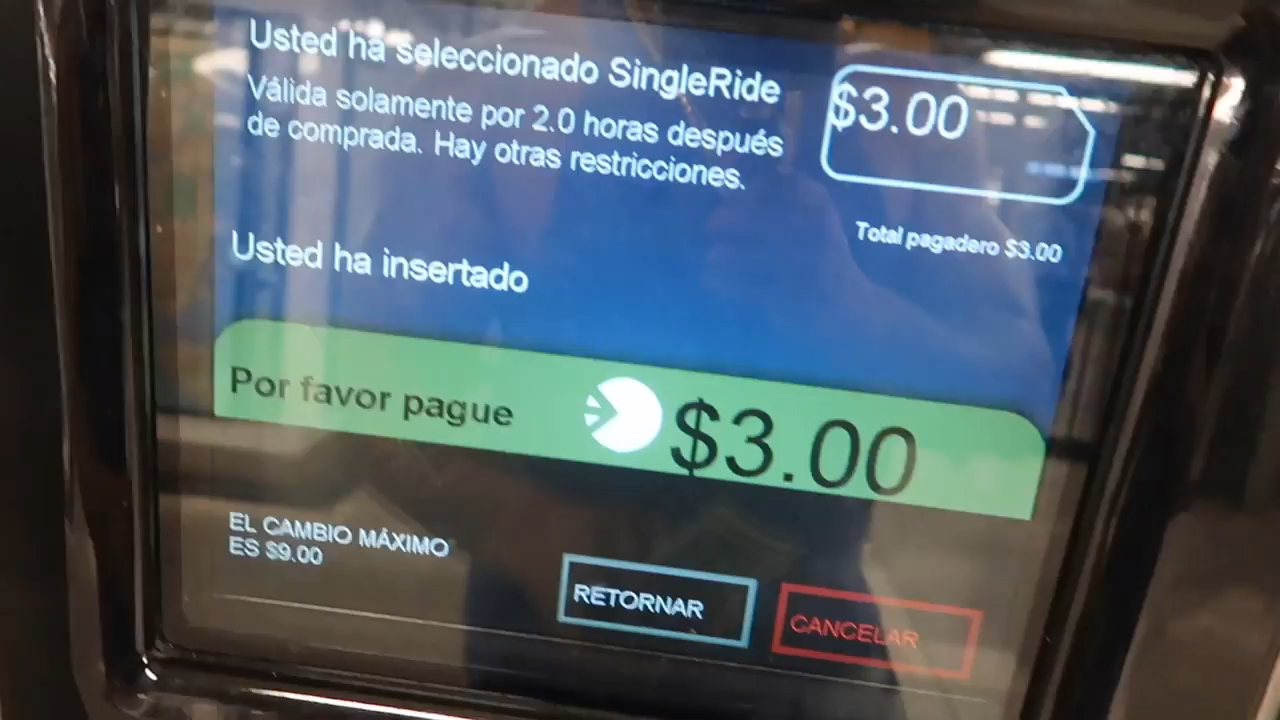 Usted ha seleccionado SingleRide
$3.00
Válida solamente por 2.0 horas después
de comprada. Hay otras restricciones.
Total pagadero $3.00
Usted ha insertado
Por favor pague $3.00
EL CAMBIO MÁXIMO
ES $9.00
RETORNAR
CANCELAR